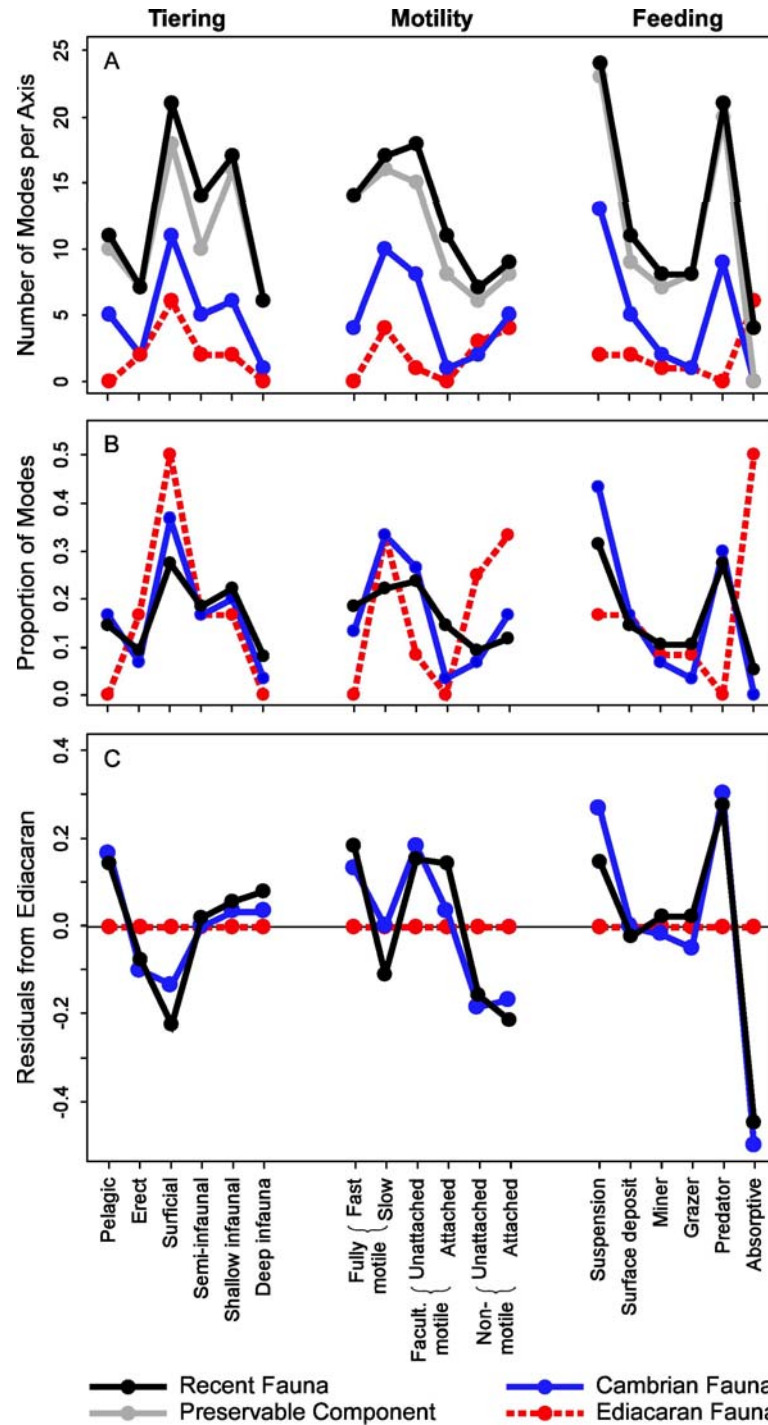 Tiering Motility Feeding
A
Number of Modes per Axis
25
20
15
10
5
0
B
Proportion of Modes
0.5
0.4
0.3
0.2
0.1
0.0
C
Residuals from Ediacaran
0.4
0.2
0.0
-0.2
-0.4
Pelagic
Erect
Surficial
Semi-infaunal
Shallow infaunal
Deep infauna
Fast
Slow
Fully motile
Unattached
Attached
Facult. motile
Unattached
Attached
Non-motile
Suspension
Surface deposit
Miner
Grazer
Predator
Absorptive
Recent Fauna
Preservable Component
Cambrian Fauna
Ediacaran Fauna